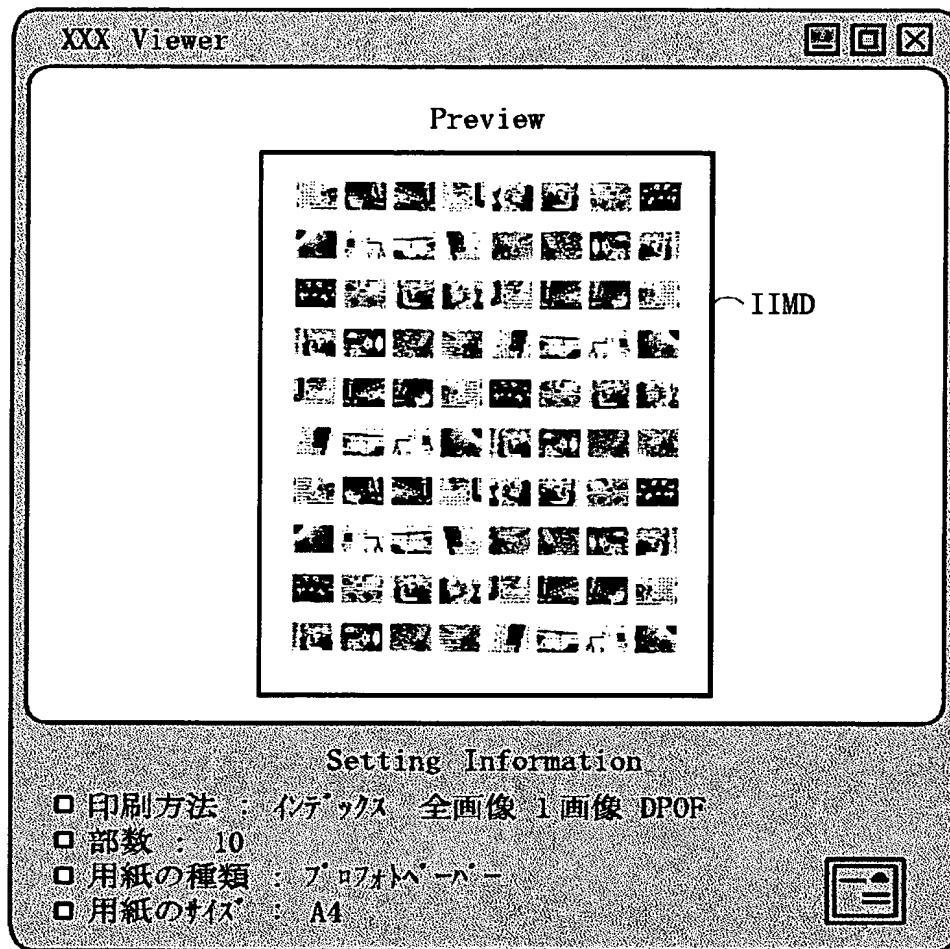 XXX Viewer
Preview
IIMD
Setting Information
印刷方法 : インデックス 全画像 1画像 DPOF
部数 : 10
用紙の種類 : プロフォトペーパー
用紙のサイズ : A4